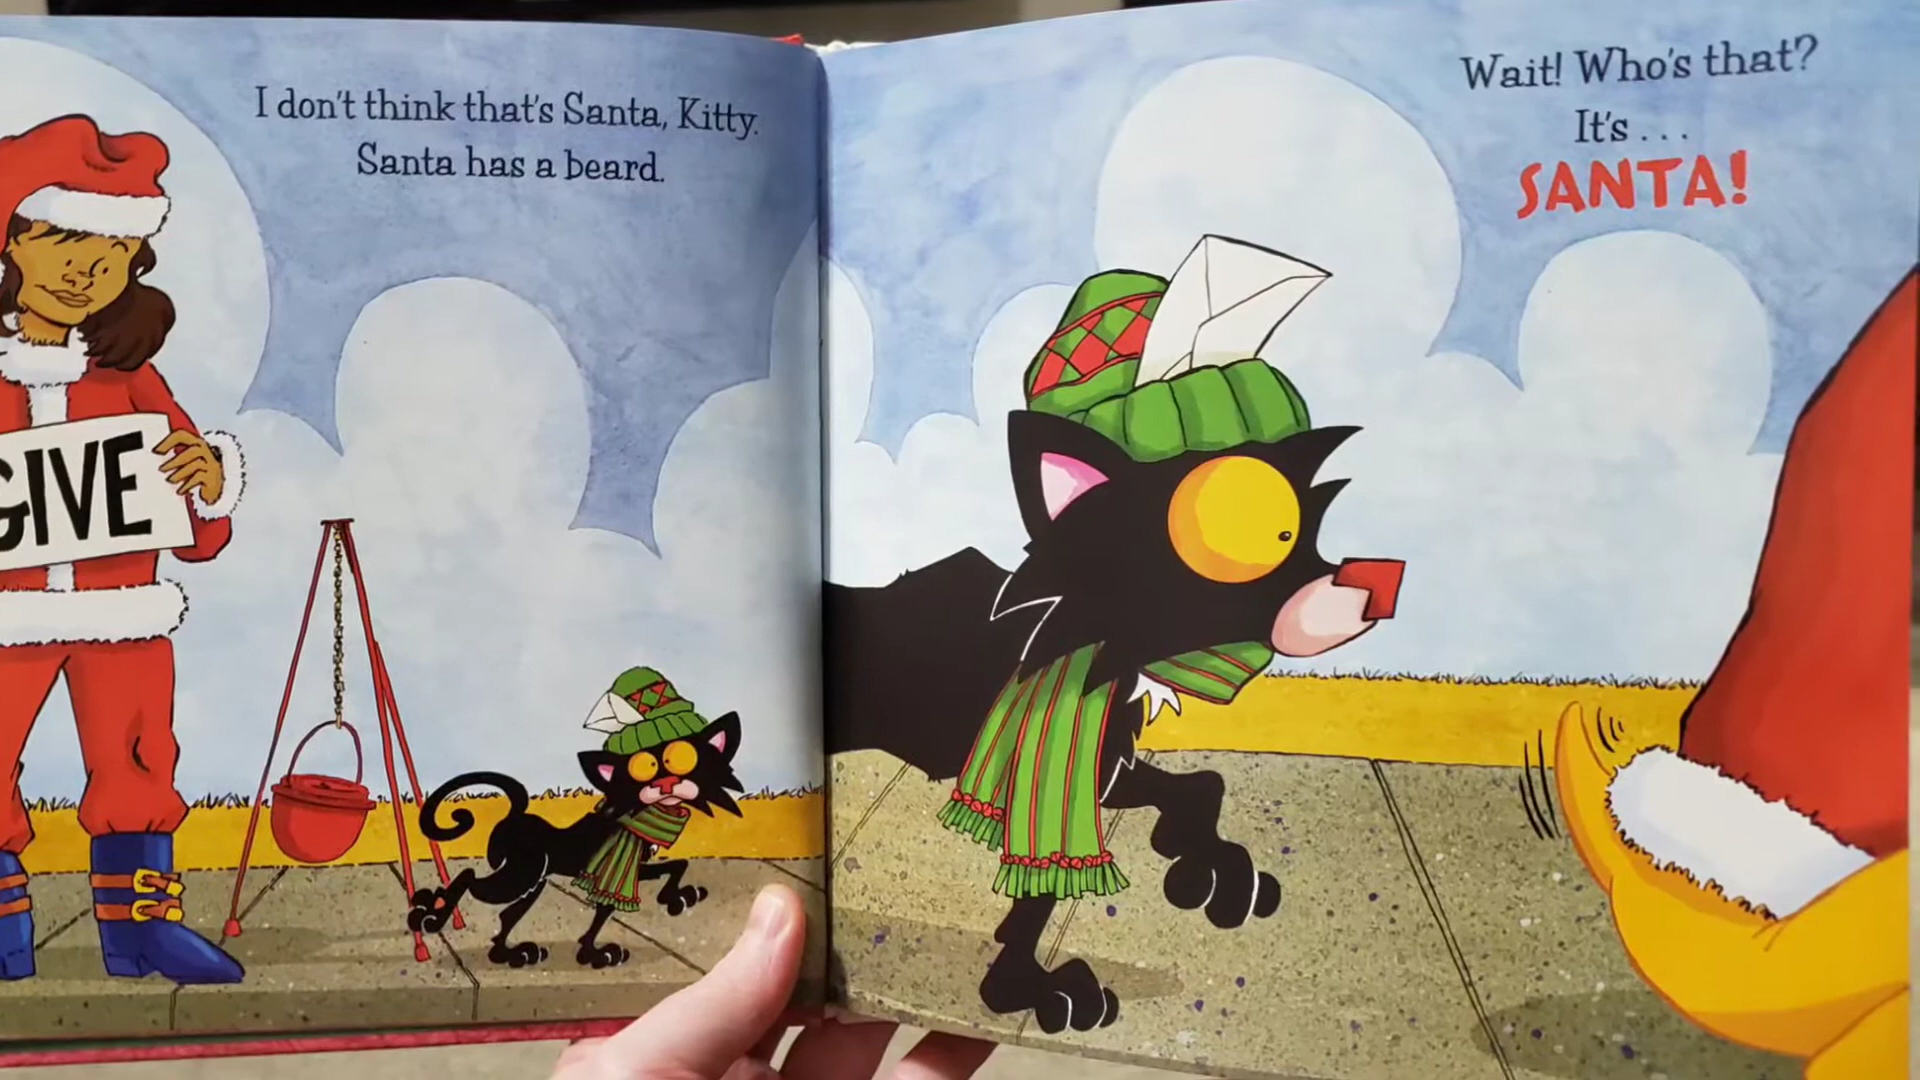 I don't think that's Santa, Kitty.
Santa has a beard.
GIVE
Wait! Who's that?
It's . . .
SANTA!